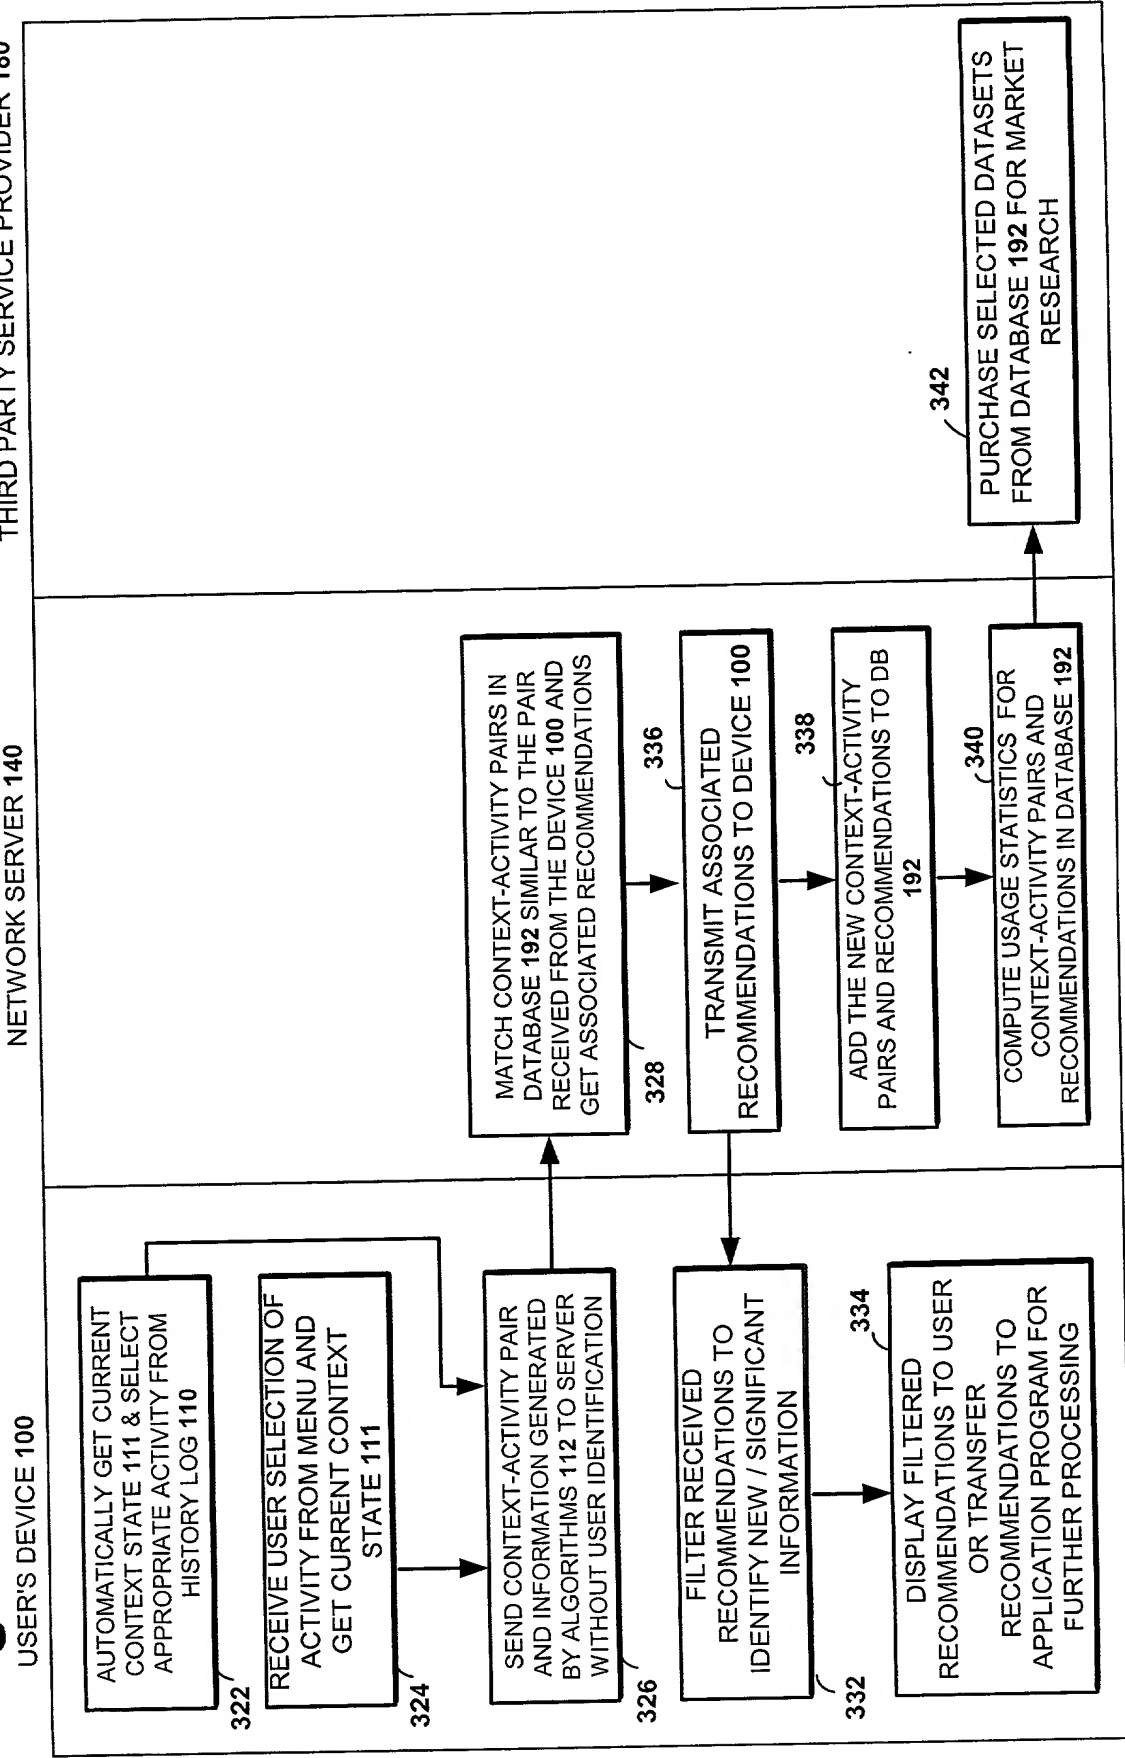 USER'S DEVICE 100
NETWORK SERVER 140
THIRD PARTY SERVICE PROVIDER 180
AUTOMATICALLY GET CURRENT
CONTEXT STATE 111 & SELECT
APPROPRIATE ACTIVITY FROM
HISTORY LOG 110
322
RECEIVE USER SELECTION OF
ACTIVITY FROM MENU AND
GET CURRENT CONTEXT
STATE 111
324
SEND CONTEXT-ACTIVITY PAIR
AND INFORMATION GENERATED
BY ALGORITHMS 112 TO SERVER
WITHOUT USER IDENTIFICATION
326
MATCH CONTEXT-ACTIVITY PAIRS IN
DATABASE 192 SIMILAR TO THE PAIR
RECEIVED FROM THE DEVICE 100 AND
GET ASSOCIATED RECOMMENDATIONS
328
336
TRANSMIT ASSOCIATED
RECOMMENDATIONS TO DEVICE 100
FILTER RECEIVED
RECOMMENDATIONS TO
IDENTIFY NEW / SIGNIFICANT
INFORMATION
332
334
DISPLAY FILTERED
RECOMMENDATIONS TO USER
OR TRANSFER
RECOMMENDATIONS TO
APPLICATION PROGRAM FOR
FURTHER PROCESSING
338
ADD THE NEW CONTEXT-ACTIVITY
PAIRS AND RECOMMENDATIONS TO DB
192
340
COMPUTE USAGE STATISTICS FOR
CONTEXT-ACTIVITY PAIRS AND
RECOMMENDATIONS IN DATABASE 192
342
PURCHASE SELECTED DATASETS
FROM DATABASE 192 FOR MARKET
RESEARCH